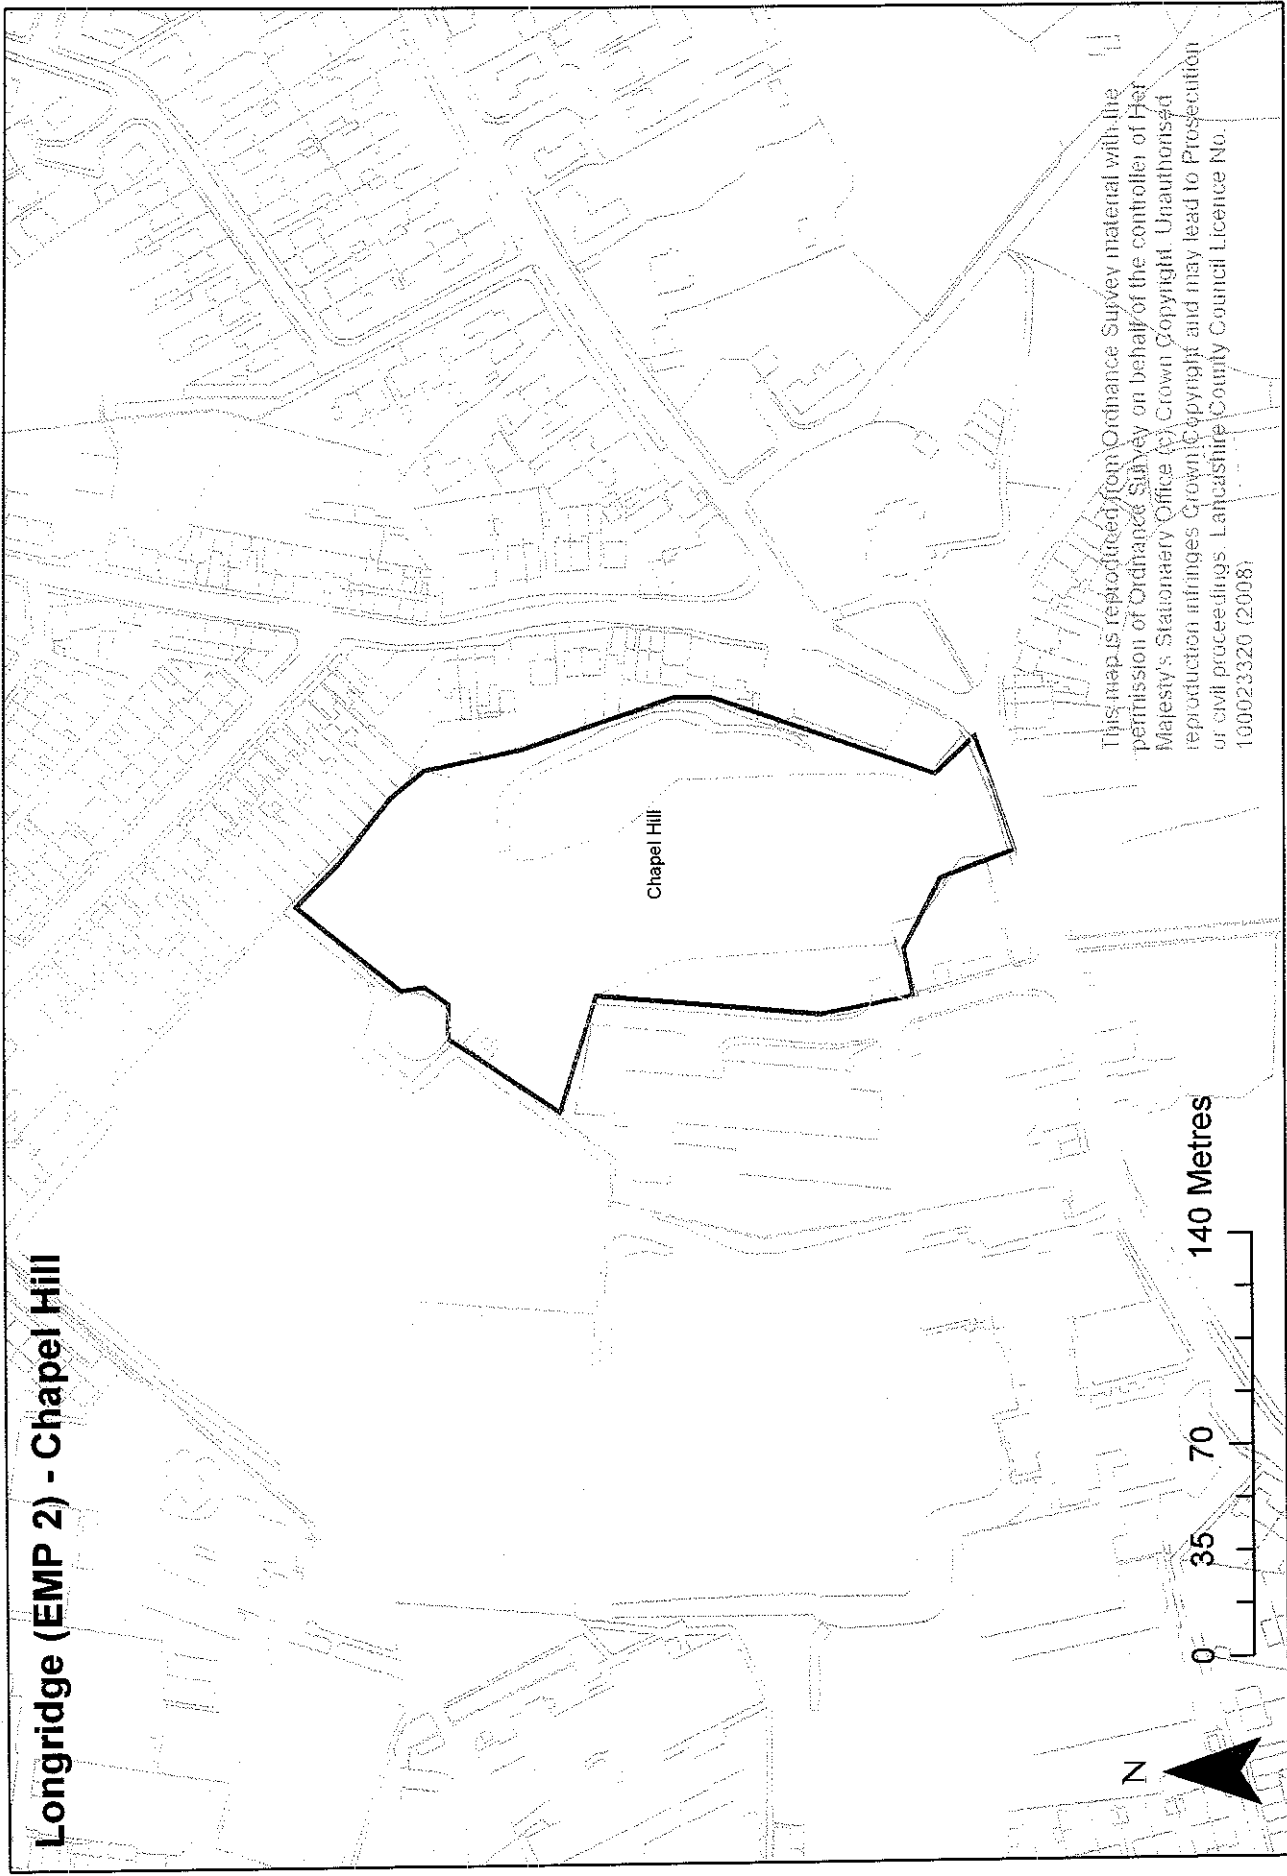 Longridge (EMP 2) - Chapel Hill
Chapel Hill
N
0 35 70 140 Metres
This map is reproduced from Ordnance Survey material with the
permission of Ordnance Survey on behalf of the controller of Her
Majesty's Stationaery Office (c) Crown Copyright. Unauthorised
reproduction infringes Crown Copyright and may lead to Prosecution
or civil proceedings. Lancashire County Council Licence No.
100023320 (2008)